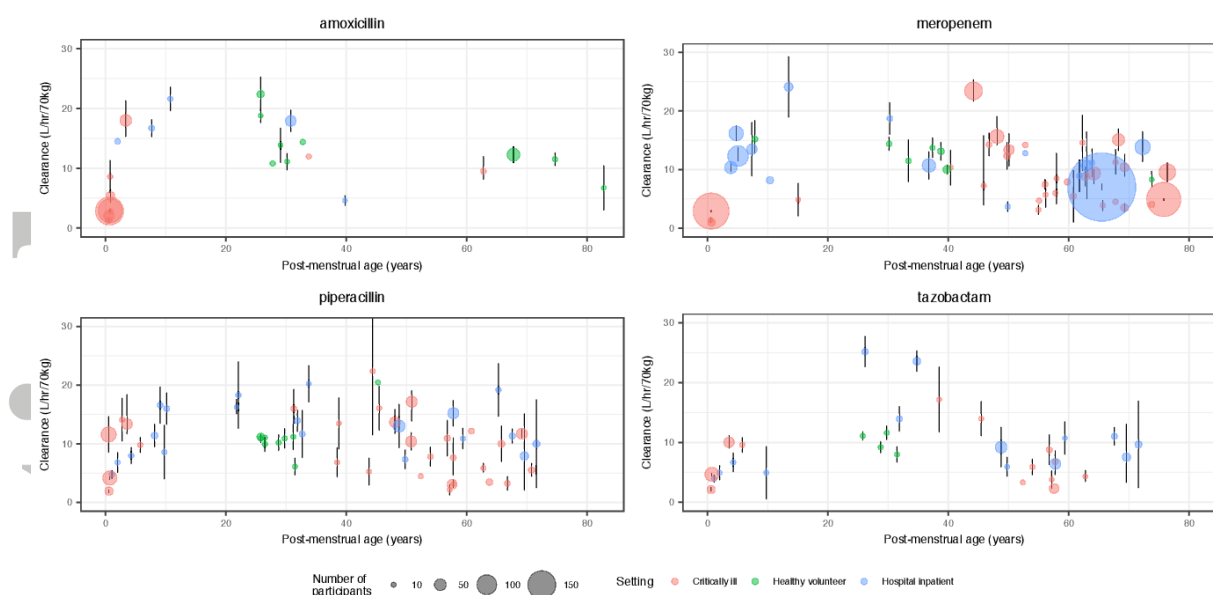 amoxicillin
30
20
10
0
Clearance (L/hr/70kg)
0 20 40 60 80
Post-menstrual age (years)
meropenem
30
20
10
0
Clearance (L/hr/70kg)
0 20 40 60 80
Post-menstrual age (years)
piperacillin
30
20
10
0
Clearance (L/hr/70kg)
0 20 40 60 80
Post-menstrual age (years)
tazobactam
30
20
10
0
Clearance (L/hr/70kg)
0 20 40 60 80
Post-menstrual age (years)
Number of
participants
10 50 100 150
Setting Critically ill Healthy volunteer Hospital inpatient